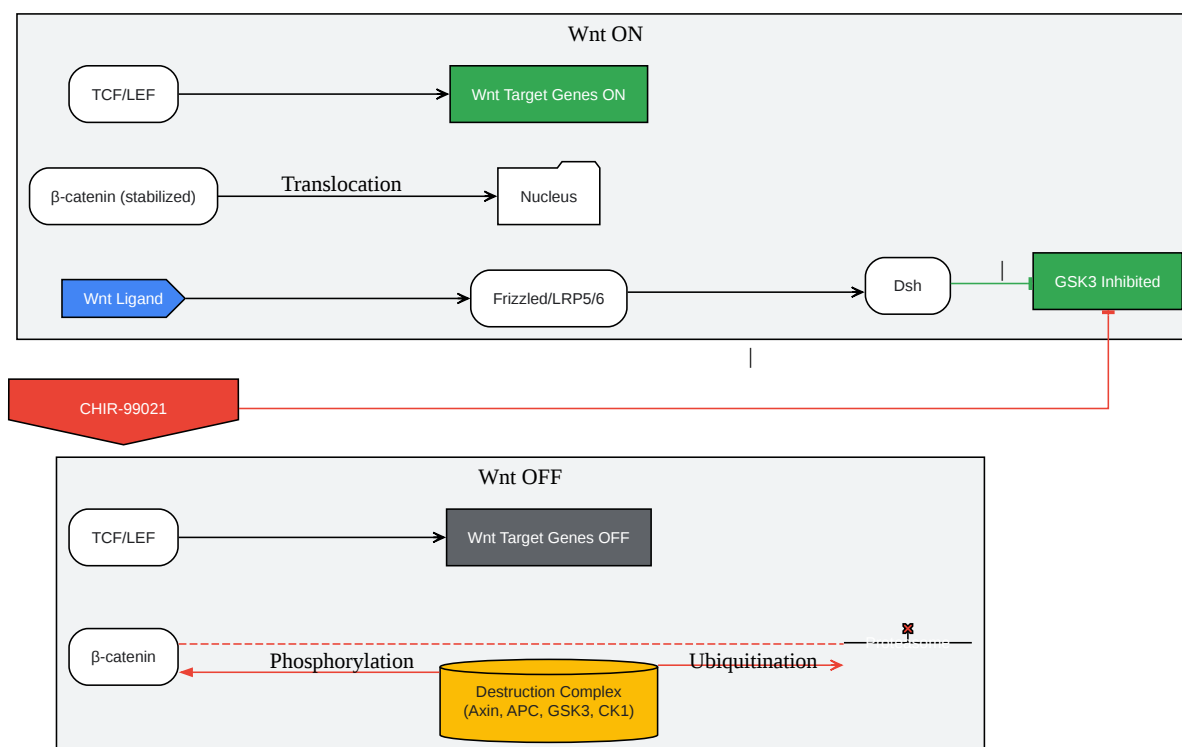 Wnt ON
TCF/LEF
Wnt Target Genes ON
β-catenin (stabilized)
Translocation
Nucleus
Wnt Ligand
Frizzled/LRP5/6
Dsh
|
GSK3 Inhibited
|
CHIR-99021
Wnt OFF
TCF/LEF
Wnt Target Genes OFF
β-catenin
Phosphorylation
Ubiquitination
Proteasome
Destruction Complex
(Axin, APC, GSK3, CK1)